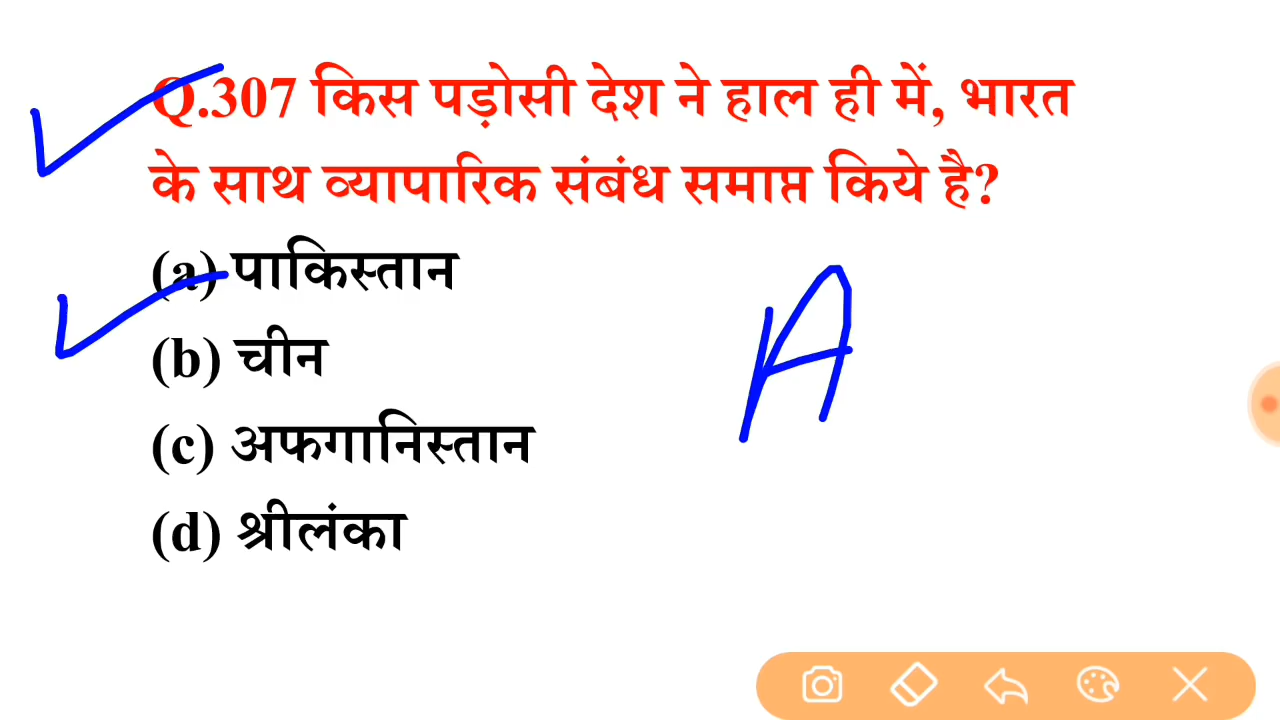 Q.307 किस पड़ोसी देश ने हाल ही में, भारत
के साथ व्यापारिक संबंध समाप्त किये है?
(a) पाकिस्तान
(b) चीन
(c) अफगानिस्तान
(d) श्रीलंका
A